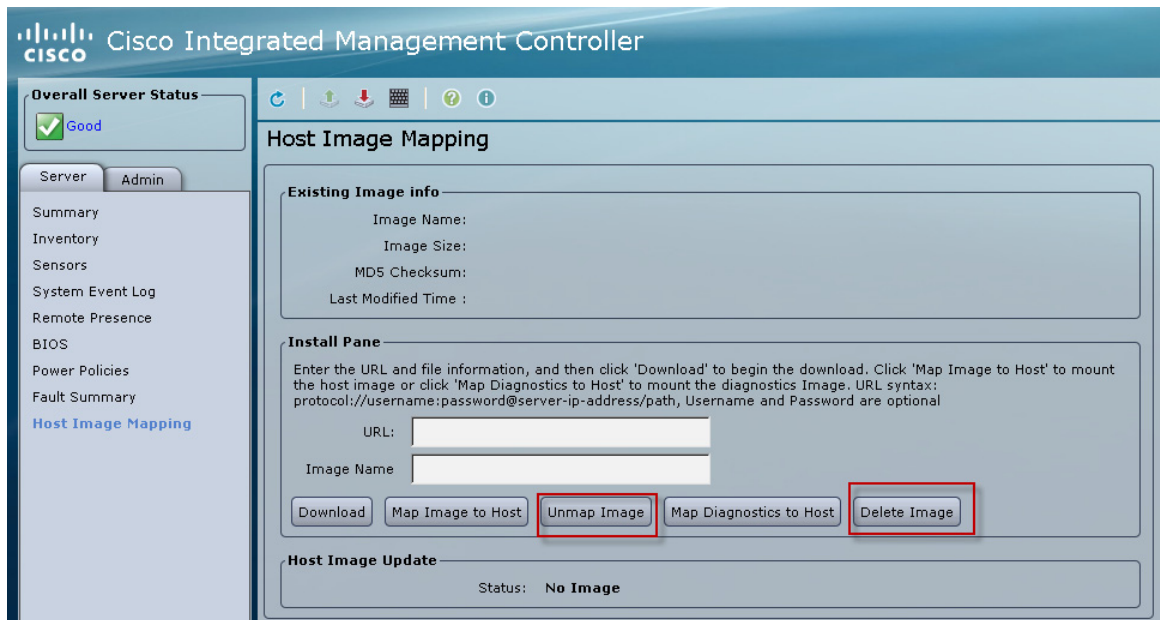 CISCO Cisco Integrated Management Controller
Overall Server Status
Good
Server Admin
Summary
Inventory
Sensors
System Event Log
Remote Presence
BIOS
Power Policies
Fault Summary
Host Image Mapping
Host Image Mapping
Existing Image info
Image Name:
Image Size:
MD5 Checksum:
Last Modified Time :
Install Pane
Enter the URL and file information, and then click 'Download' to begin the download. Click 'Map Image to Host' to mount
the host image or click 'Map Diagnostics to Host' to mount the diagnostics Image. URL syntax:
protocol://username:password@server-ip-address/path, Username and Password are optional
URL:
Image Name
Download Map Image to Host Unmap Image Map Diagnostics to Host Delete Image
Host Image Update
Status: No Image